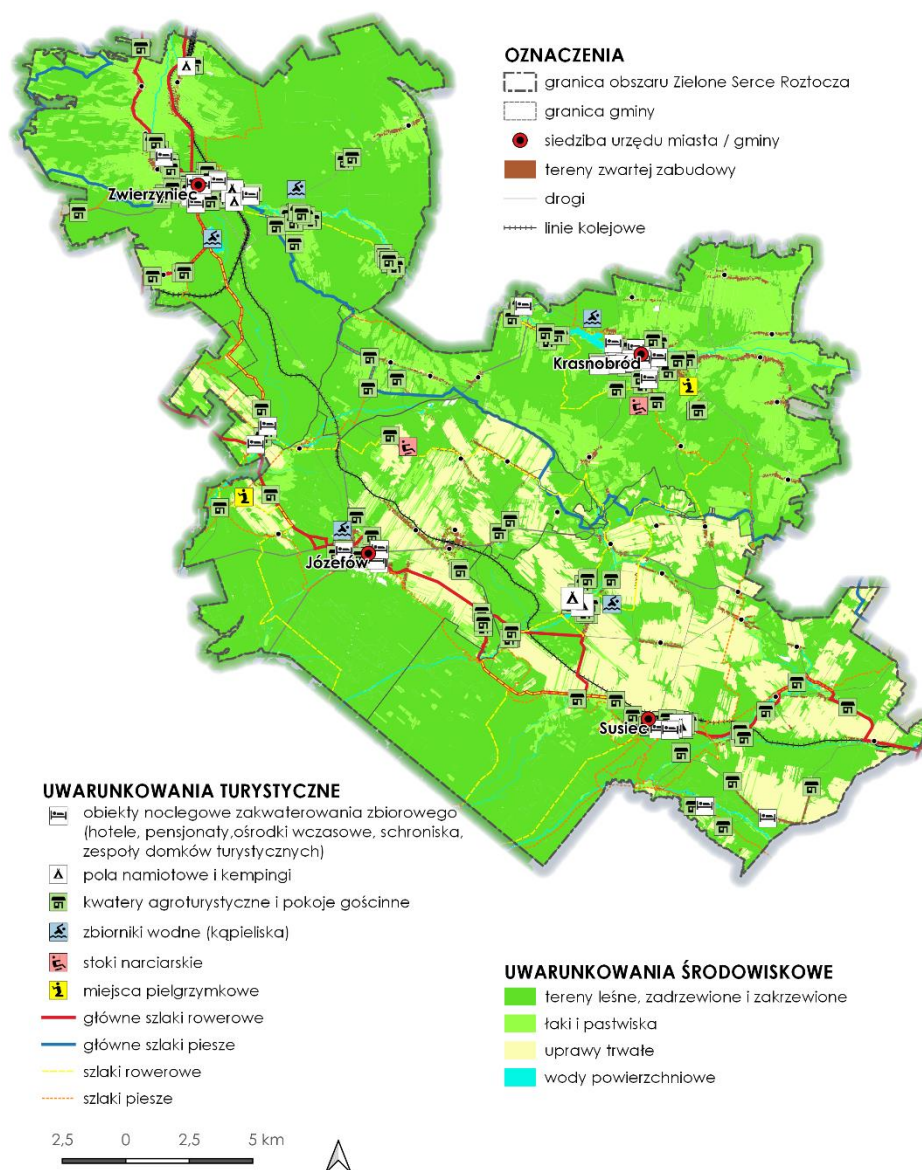 OZNACZENIA
granica obszaru Zielone Serce Roztocza
granica gminy
siedziba urzędu miasta / gminy
tereny zwartej zabudowy
drogi
linie kolejowe
Zwierzyniec
Krasnobród
Józefów
Susiec
UWARUNKOWANIA TURYSTYCZNE
obiekty noclegowe zakwaterowania zbiorowego
(hotele, pensjonaty,ośrodki wczasowe, schroniska,
zespoły domków turystycznych)
pola namiotowe i kempingi
kwatery agroturystyczne i pokoje gościnne
zbiorniki wodne (kąpieliska)
stoki narciarskie
miejsca pielgrzymkowe
główne szlaki rowerowe
główne szlaki piesze
szlaki rowerowe
szlaki piesze
2,5 0 2,5 5 km
UWARUNKOWANIA ŚRODOWISKOWE
tereny leśne, zadrzewione i zakrzewione
łąki i pastwiska
uprawy trwałe
wody powierzchniowe